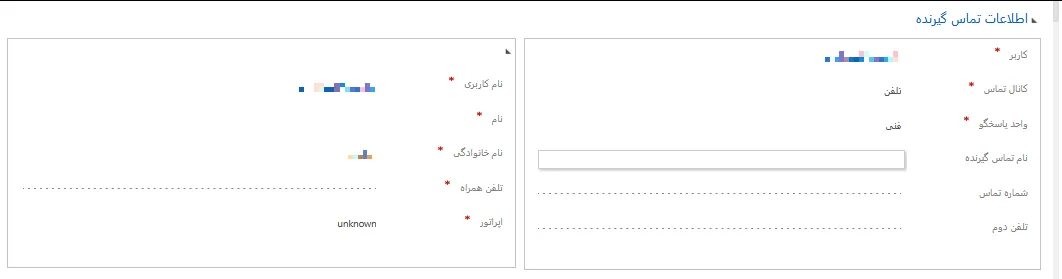 اطلاعات تماس گیرنده
کاربر *
کانال تماس * تلفن
واحد پاسخگو * فنی
نام تماس گیرنده
شماره تماس
تلفن دوم
نام کاربری *
نام *
نام خانوادگی *
تلفن همراه *
اپراتور * unknown